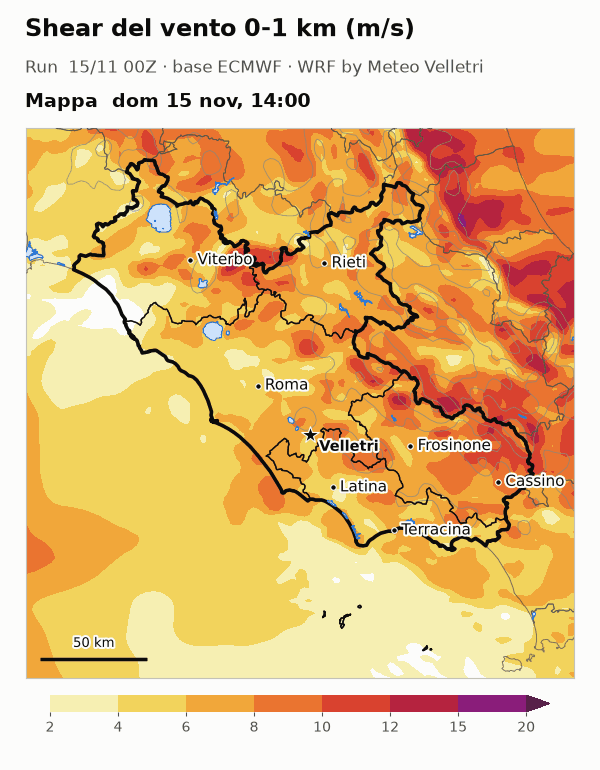 Shear del vento 0-1 km (m/s)
Run  15/11 00Z · base ECMWF · WRF by Meteo Velletri
Mappa  dom 15 nov, 14:00
Viterbo
Rieti
Roma
Velletri
Frosinone
Cassino
Latina
Terracina
50 km
2 4 6 8 10 12 15 20